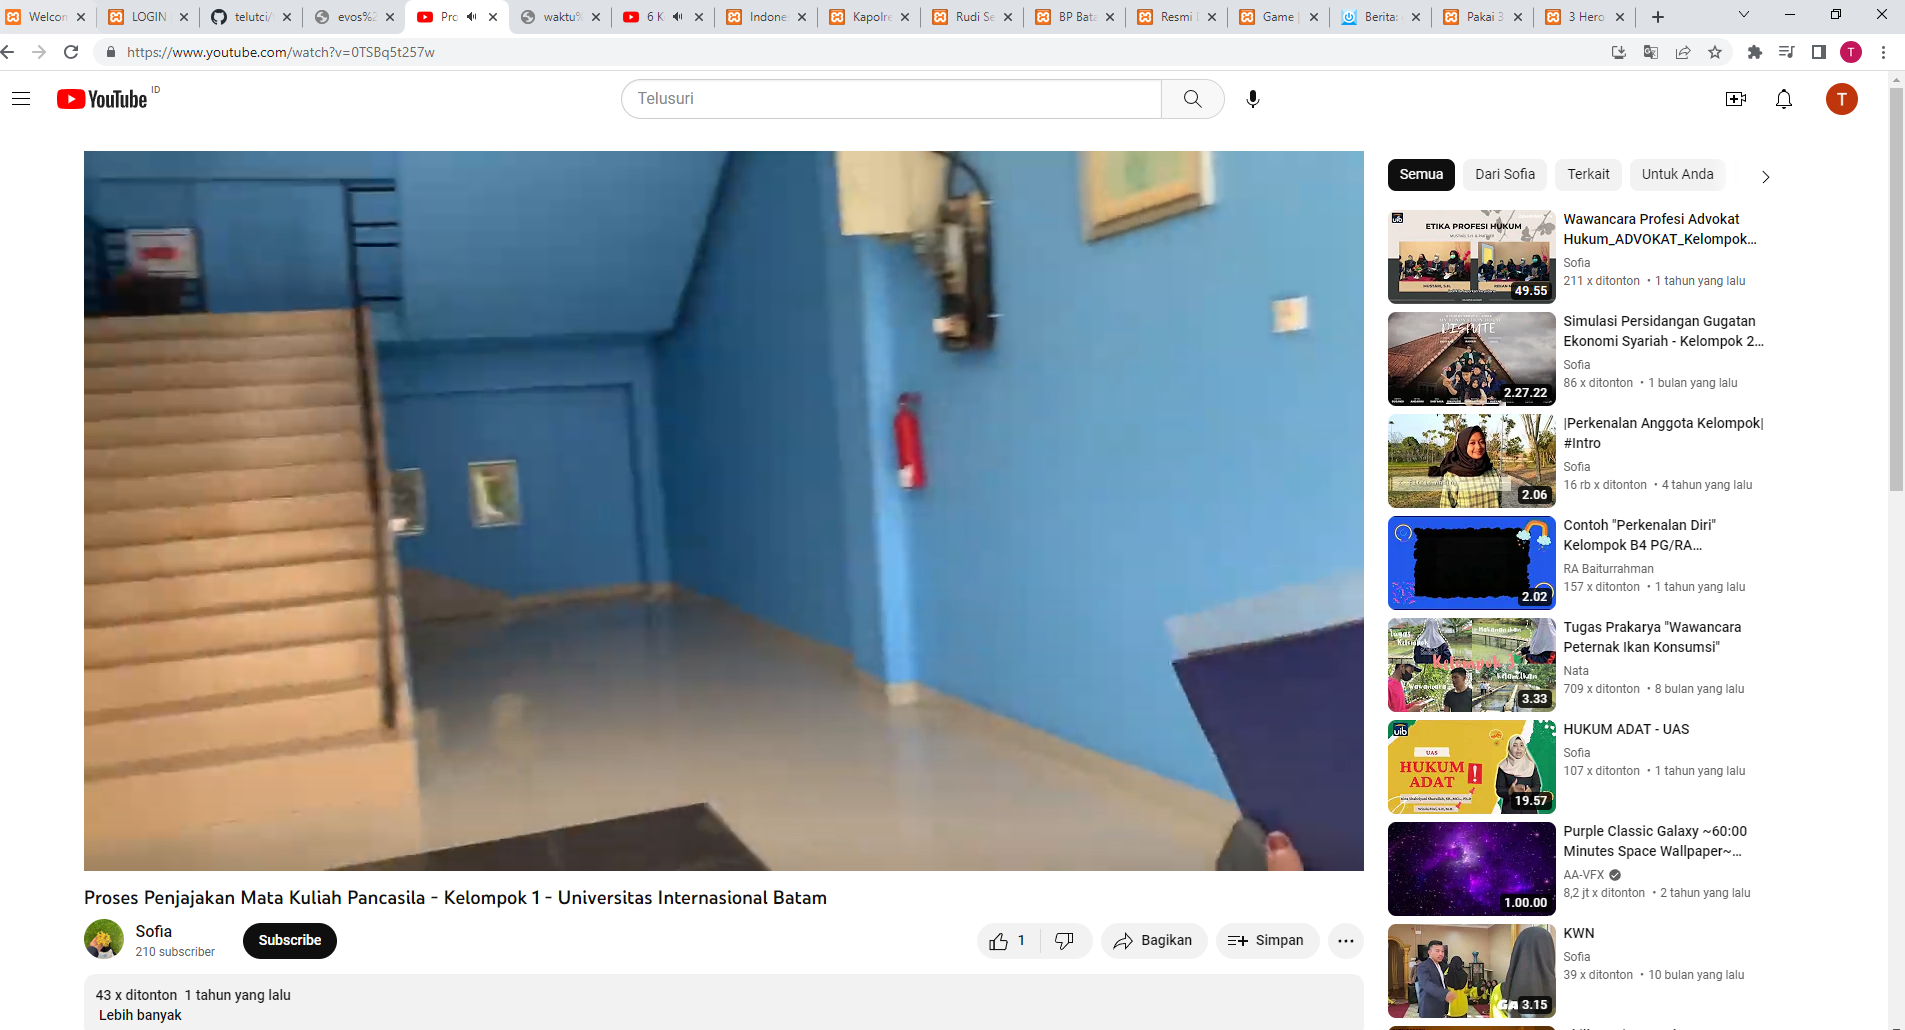 Welcom
LOGIN
telutci/
evos%2
Pro
waktu%
6 K
Indones
Kapolre
Rudi Se
BP Bata
Resmi
Game |
Berita:
Pakai 3
3 Hero
https://www.youtube.com/watch?v=0TSBq5t257w
T
YouTube ID
Telusuri
T
Semua
Dari Sofia
Terkait
Untuk Anda
uib
ETIKA PROFESI HUKUM
49.55
Wawancara Profesi Advokat
Hukum_ADVOKAT_Kelompok...
Sofia
211 x ditonton • 1 tahun yang lalu
DISPUTE
2.27.22
Simulasi Persidangan Gugatan
Ekonomi Syariah - Kelompok 2...
Sofia
86 x ditonton • 1 bulan yang lalu
2.06
|Perkenalan Anggota Kelompok|
#Intro
Sofia
16 rb x ditonton • 4 tahun yang lalu
2.02
Contoh "Perkenalan Diri"
Kelompok B4 PG/RA...
RA Baiturrahman
157 x ditonton • 1 tahun yang lalu
Kelompok
Wawancara
3.33
Tugas Prakarya "Wawancara
Peternak Ikan Konsumsi"
Nata
709 x ditonton • 8 bulan yang lalu
uib
UAS
HUKUM
ADAT
19.57
HUKUM ADAT - UAS
Sofia
107 x ditonton • 1 tahun yang lalu
1.00.00
Purple Classic Galaxy ~60:00
Minutes Space Wallpaper~...
AA-VFX
8,2 jt x ditonton • 2 tahun yang lalu
3.15
KWN
Sofia
39 x ditonton • 10 bulan yang lalu
Proses Penjajakan Mata Kuliah Pancasila - Kelompok 1 - Universitas Internasional Batam
Sofia
210 subscriber
Subscribe
1
Bagikan
Simpan
43 x ditonton 1 tahun yang lalu
Lebih banyak